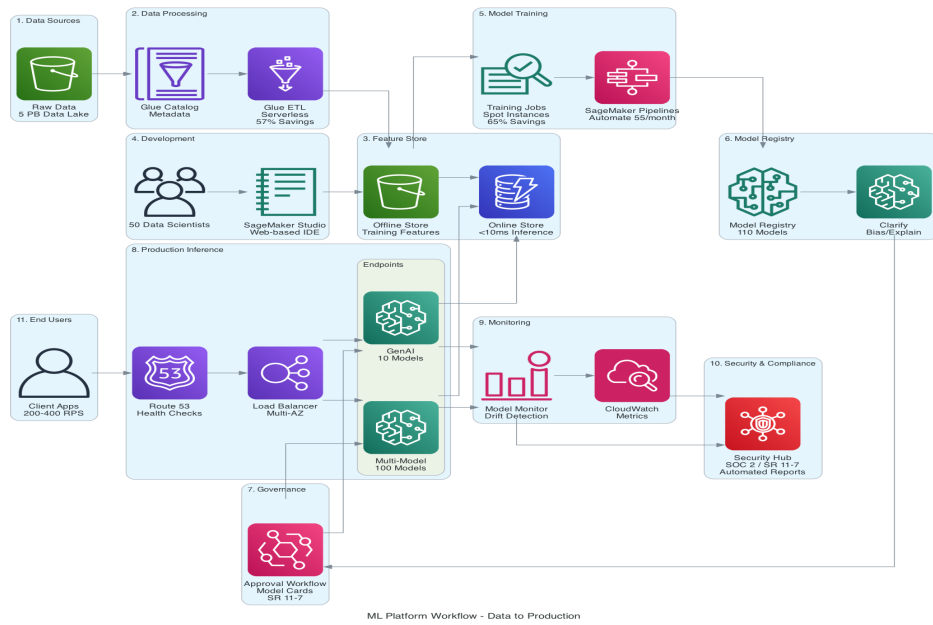 1. Data Sources
Raw Data
5 PB Data Lake
2. Data Processing
Glue Catalog
Metadata
Glue ETL
Serverless
57% Savings
5. Model Training
Training Jobs
Spot Instances
65% Savings
SageMaker Pipelines
Automate 55/month
4. Development
50 Data Scientists
SageMaker Studio
Web-based IDE
3. Feature Store
Offline Store
Training Features
Online Store
<10ms Inference
6. Model Registry
Model Registry
110 Models
Clarify
Bias/Explain
8. Production Inference
Route 53
Health Checks
53
Load Balancer
Multi-AZ
Endpoints
GenAI
10 Models
Multi-Model
100 Models
11. End Users
Client Apps
200-400 RPS
9. Monitoring
Model Monitor
Drift Detection
CloudWatch
Metrics
10. Security & Compliance
Security Hub
SOC 2 / SR 11-7
Automated Reports
7. Governance
Approval Workflow
Model Cards
SR 11-7
ML Platform Workflow - Data to Production